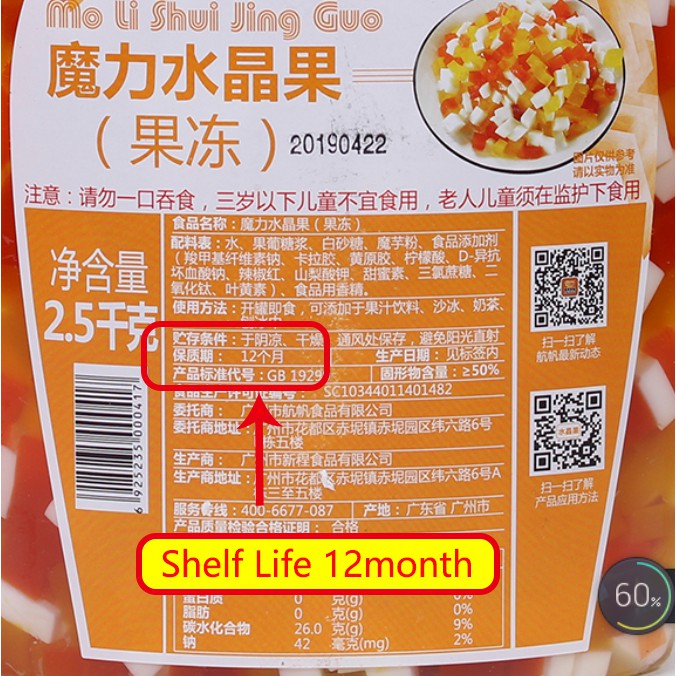 Mo Li Shui Jing Guo
魔力水晶果
（果冻）
20190422
图片仅供参考
请以实物为准
注意：请勿一口吞食，三岁以下儿童不宜食用，老人儿童须在监护下食用
净含量
2.5千克
食品名称：魔力水晶果（果冻）
配料表：水、果葡糖浆、白砂糖、魔芋粉、食品添加剂
（羧甲基纤维素钠、卡拉胶、黄原胶、柠檬酸、D-异抗
坏血酸钠、辣椒红、山梨酸钾、甜蜜素、三氯蔗糖、二
氧化钛、叶黄素）、食品用香精。
使用方法：开罐即食，可添加于果汁饮料、沙冰、奶茶、
贮存条件：于阴凉、干燥、通风处保存，避免阳光直射
保质期：12个月 生产日期：见标签内
产品标准代号：GB 1929 固形物含量：≥50%
食品生产许可证编号：SC10344011401482
委托商：广州市航帆食品有限公司
委托商地址：广州市花都区赤坭镇赤坭园区纬六路6号
栋五楼
生产商：广州市新程食品有限公司
生产商地址：广州市花都区赤坭镇赤坭园区纬六路6号A
栋三至五楼
服务专线：400-6677-087 产地：广东省 广州市
产品质量检验合格证明：合格
Shelf Life 12month
蛋白质 0 克(g) 0%
脂肪 0 克(g) 0%
碳水化合物 26.0 克(g) 9%
钠 42 毫克(mg) 2%
6925235000417
扫一扫了解
航帆最新动态
水晶果
扫一扫了解
产品应用方法
60%